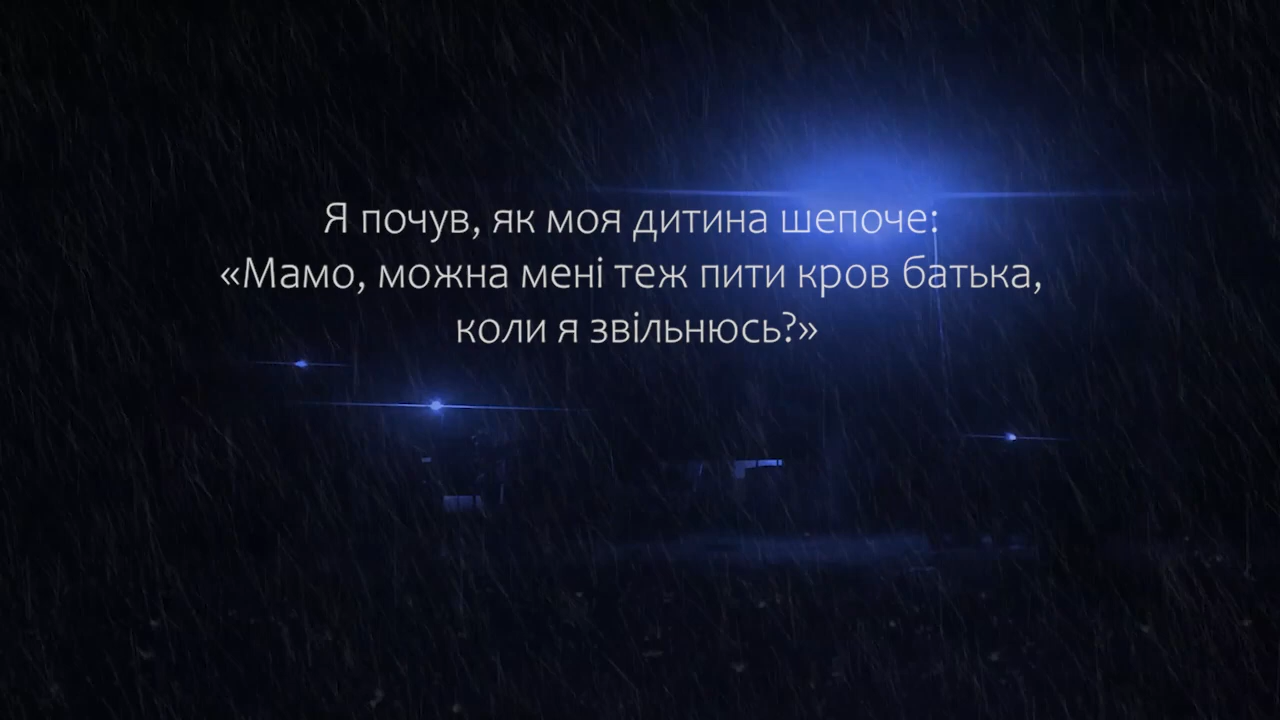 Я почув, як моя дитина шепоче:
«Мамо, можна мені теж пити кров батька,
коли я звільнюсь?»